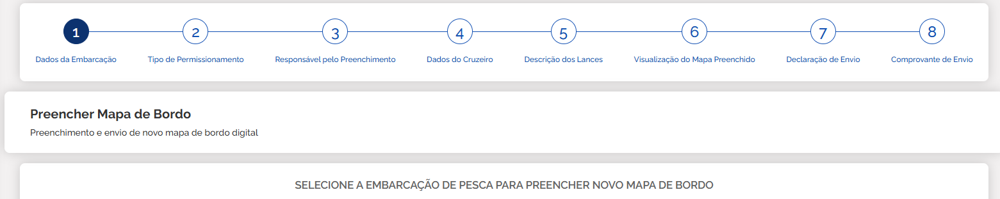 1 2 3 4 5 6 7 8
Dados da Embarcação Tipo de Permissionamento Responsável pelo Preenchimento Dados do Cruzeiro Descrição dos Lances Visualização do Mapa Preenchido Declaração de Envio Comprovante de Envio
Preencher Mapa de Bordo
Preenchimento e envio de novo mapa de bordo digital
SELECIONE A EMBARCAÇÃO DE PESCA PARA PREENCHER NOVO MAPA DE BORDO